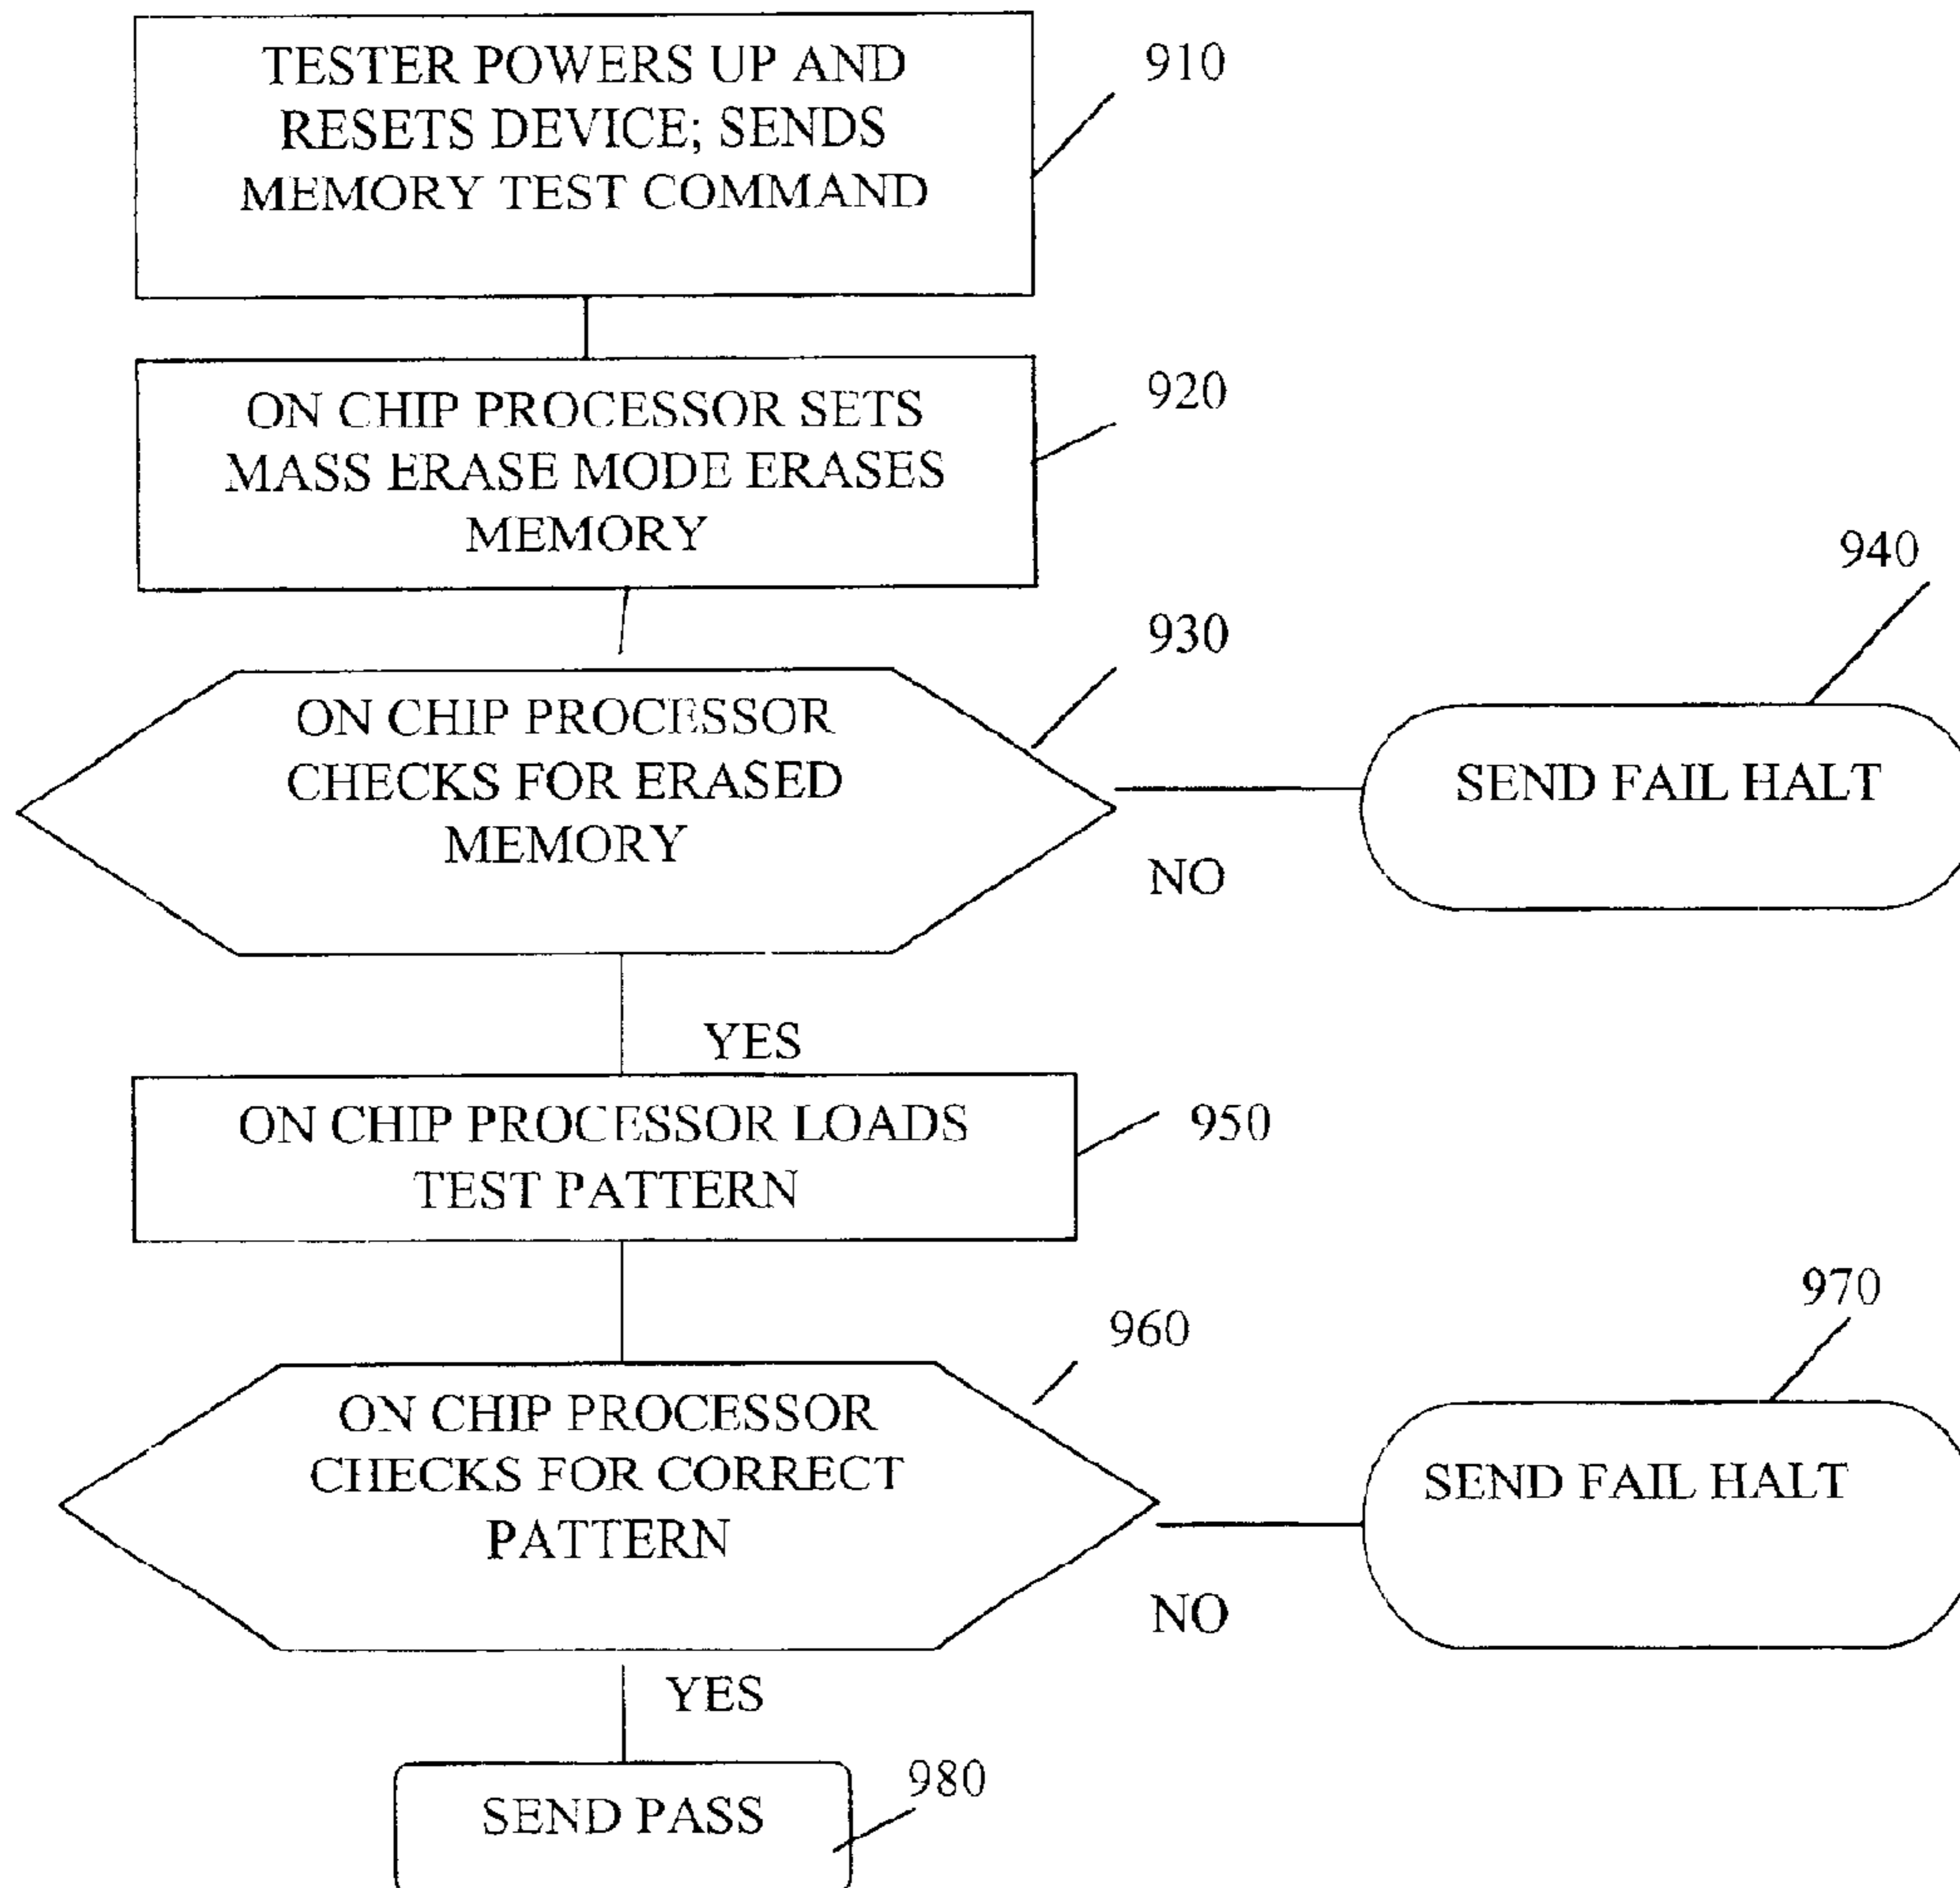 TESTER POWERS UP AND
RESETS DEVICE; SENDS
MEMORY TEST COMMAND
910
ON CHIP PROCESSOR SETS
MASS ERASE MODE ERASES
MEMORY
920
ON CHIP PROCESSOR
CHECKS FOR ERASED
MEMORY
930
940
SEND FAIL HALT
NO
YES
ON CHIP PROCESSOR LOADS
TEST PATTERN
950
ON CHIP PROCESSOR
CHECKS FOR CORRECT
PATTERN
960
970
SEND FAIL HALT
NO
YES
SEND PASS
980